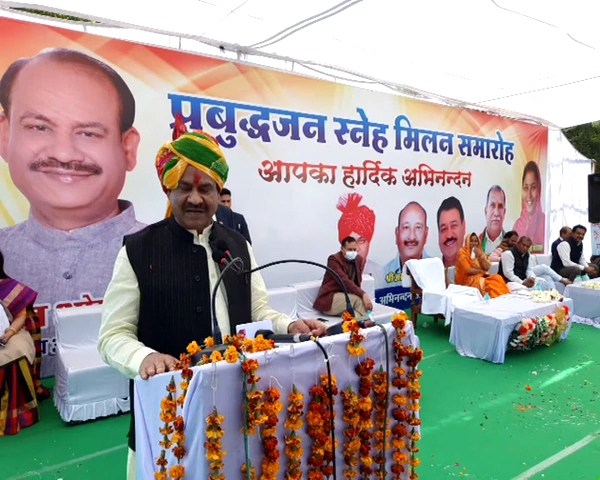 प्रबुद्धजन स्नेह मिलन समारोह
आपका हार्दिक अभिनन्दन